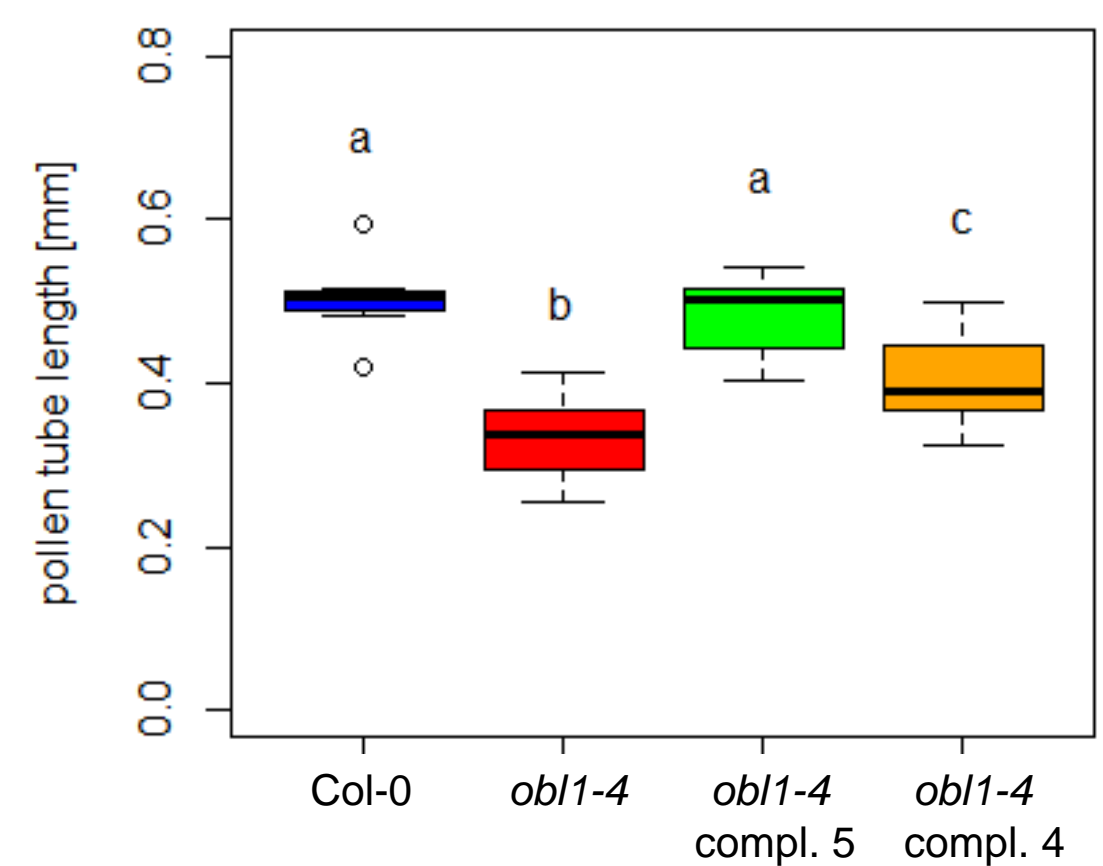 pollen tube length [mm]
0.8
0.6
0.4
0.2
0.0
a
b
a
c
Col-0
obl1-4
obl1-4
compl. 5
obl1-4
compl. 4